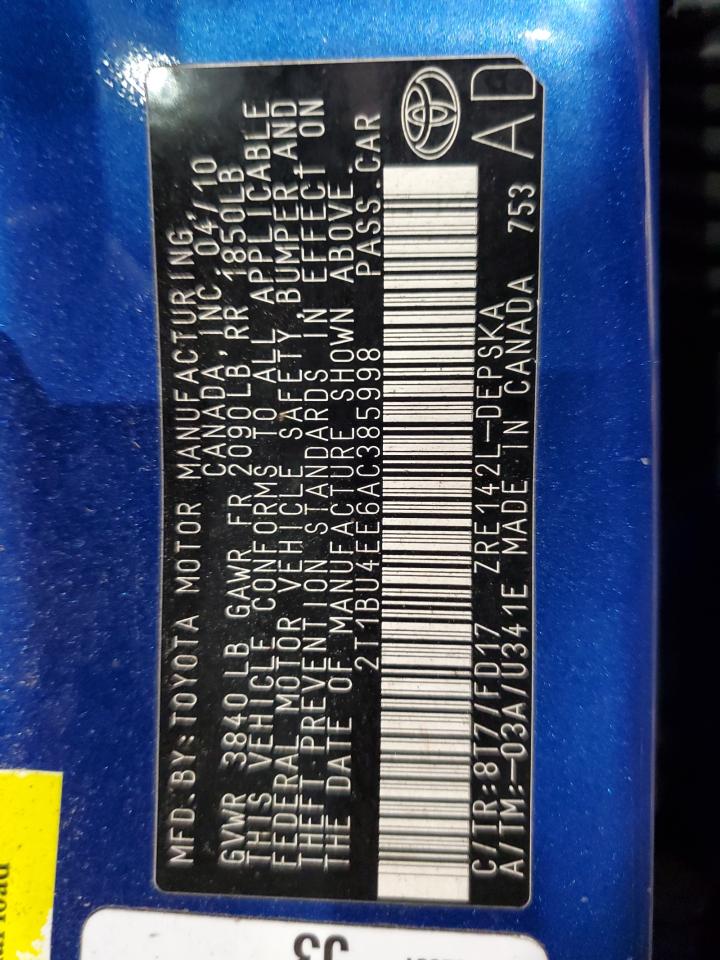 MFD.BY:TOYOTA MOTOR MANUFACTURING,
CANADA, INC. 04/10
GVWR 3840 LB GAWR FR 2090LB RR 1850LB
THIS VEHICLE CONFORMS TO ALL APPLICABLE
FEDERAL MOTOR VEHICLE SAFETY, BUMPER, AND
THEFT PREVENTION STANDARDS IN EFFECT ON
THE DATE OF MANUFACTURE SHOWN ABOVE.
2T1BU4EE6AC385998 PASS.CAR
C/TR:8T7/FD17 ZRE142L-DEPSKA
A/TM:-03A/U341E MADE IN CANADA 753
AD